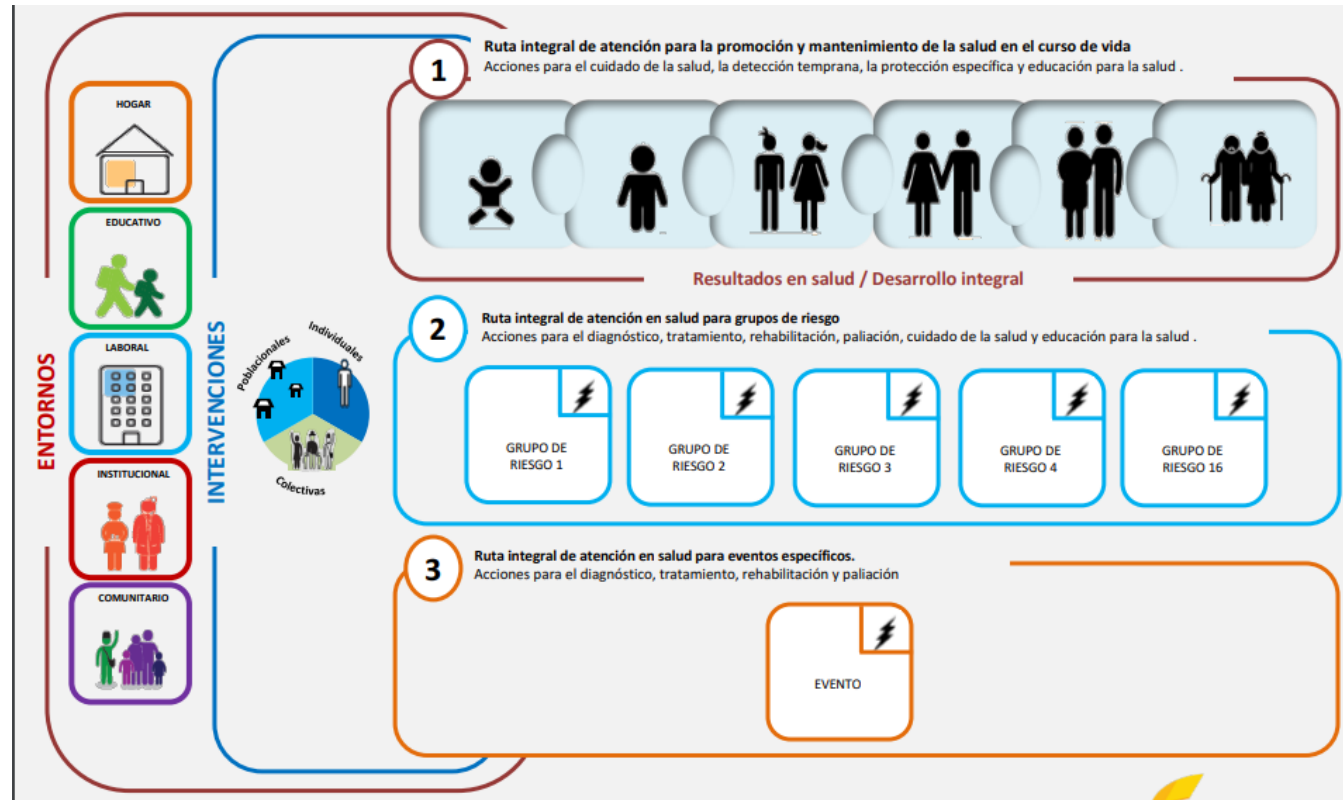 ENTORNOS
HOGAR
EDUCATIVO
LABORAL
INSTITUCIONAL
COMUNITARIO
INTERVENCIONES
Poblacionales
Individuales
Colectivas
1
Ruta integral de atención para la promoción y mantenimiento de la salud en el curso de vida
Acciones para el cuidado de la salud, la detección temprana, la protección específica y educación para la salud .
Resultados en salud / Desarrollo integral
2
Ruta integral de atención en salud para grupos de riesgo
Acciones para el diagnóstico, tratamiento, rehabilitación, paliación, cuidado de la salud y educación para la salud .
GRUPO DE
RIESGO 1
GRUPO DE
RIESGO 2
GRUPO DE
RIESGO 3
GRUPO DE
RIESGO 4
GRUPO DE
RIESGO 16
3
Ruta integral de atención en salud para eventos específicos.
Acciones para el diagnóstico, tratamiento, rehabilitación y paliación
EVENTO